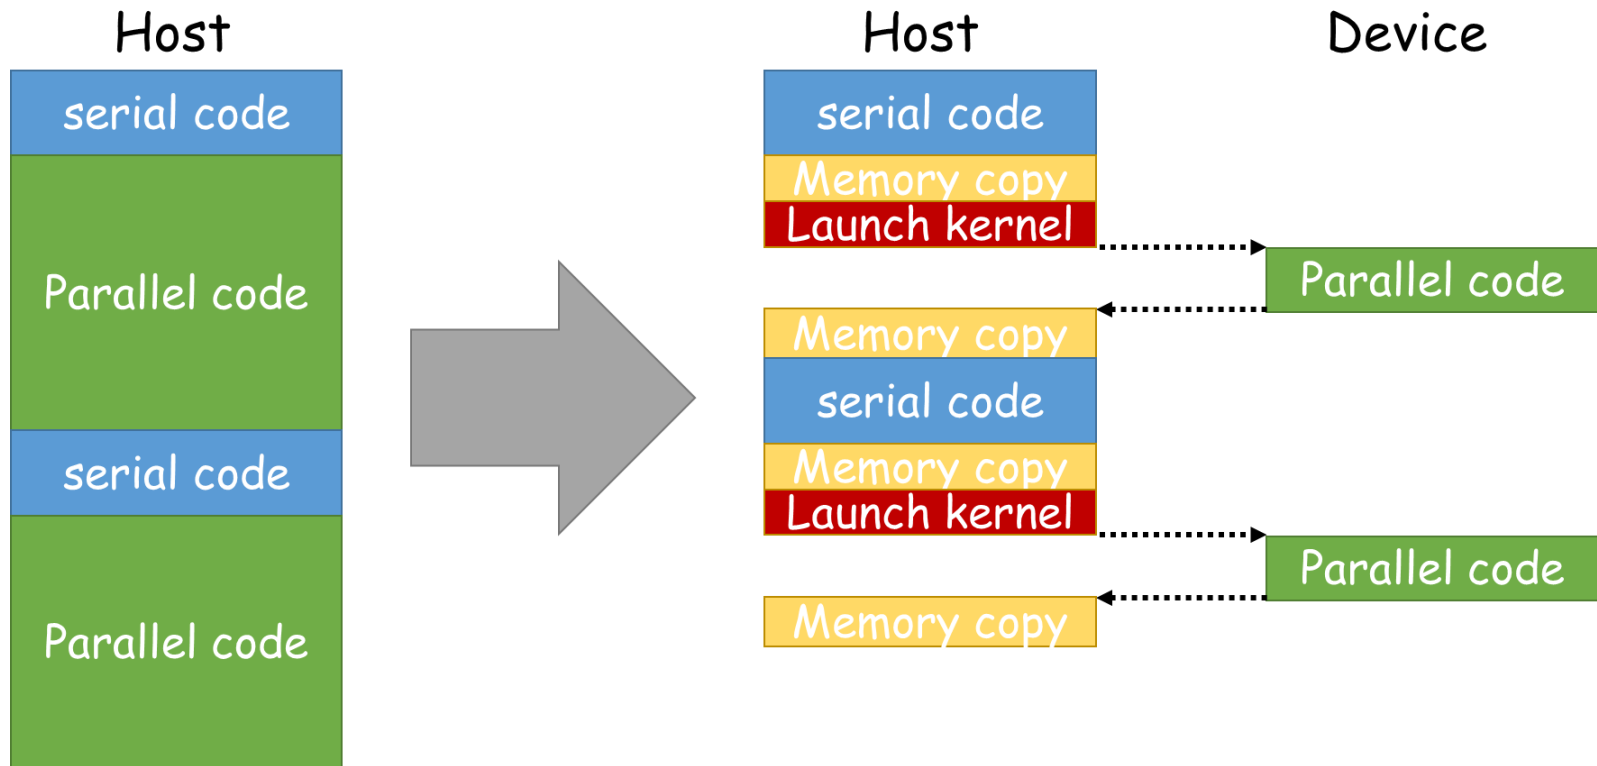 Host
serial code
Parallel code
serial code
Parallel code
Host
serial code
Memory copy
Launch kernel
Memory copy
serial code
Memory copy
Launch kernel
Memory copy
Device
Parallel code
Parallel code